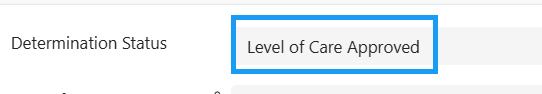 Determination Status
Level of Care Approved